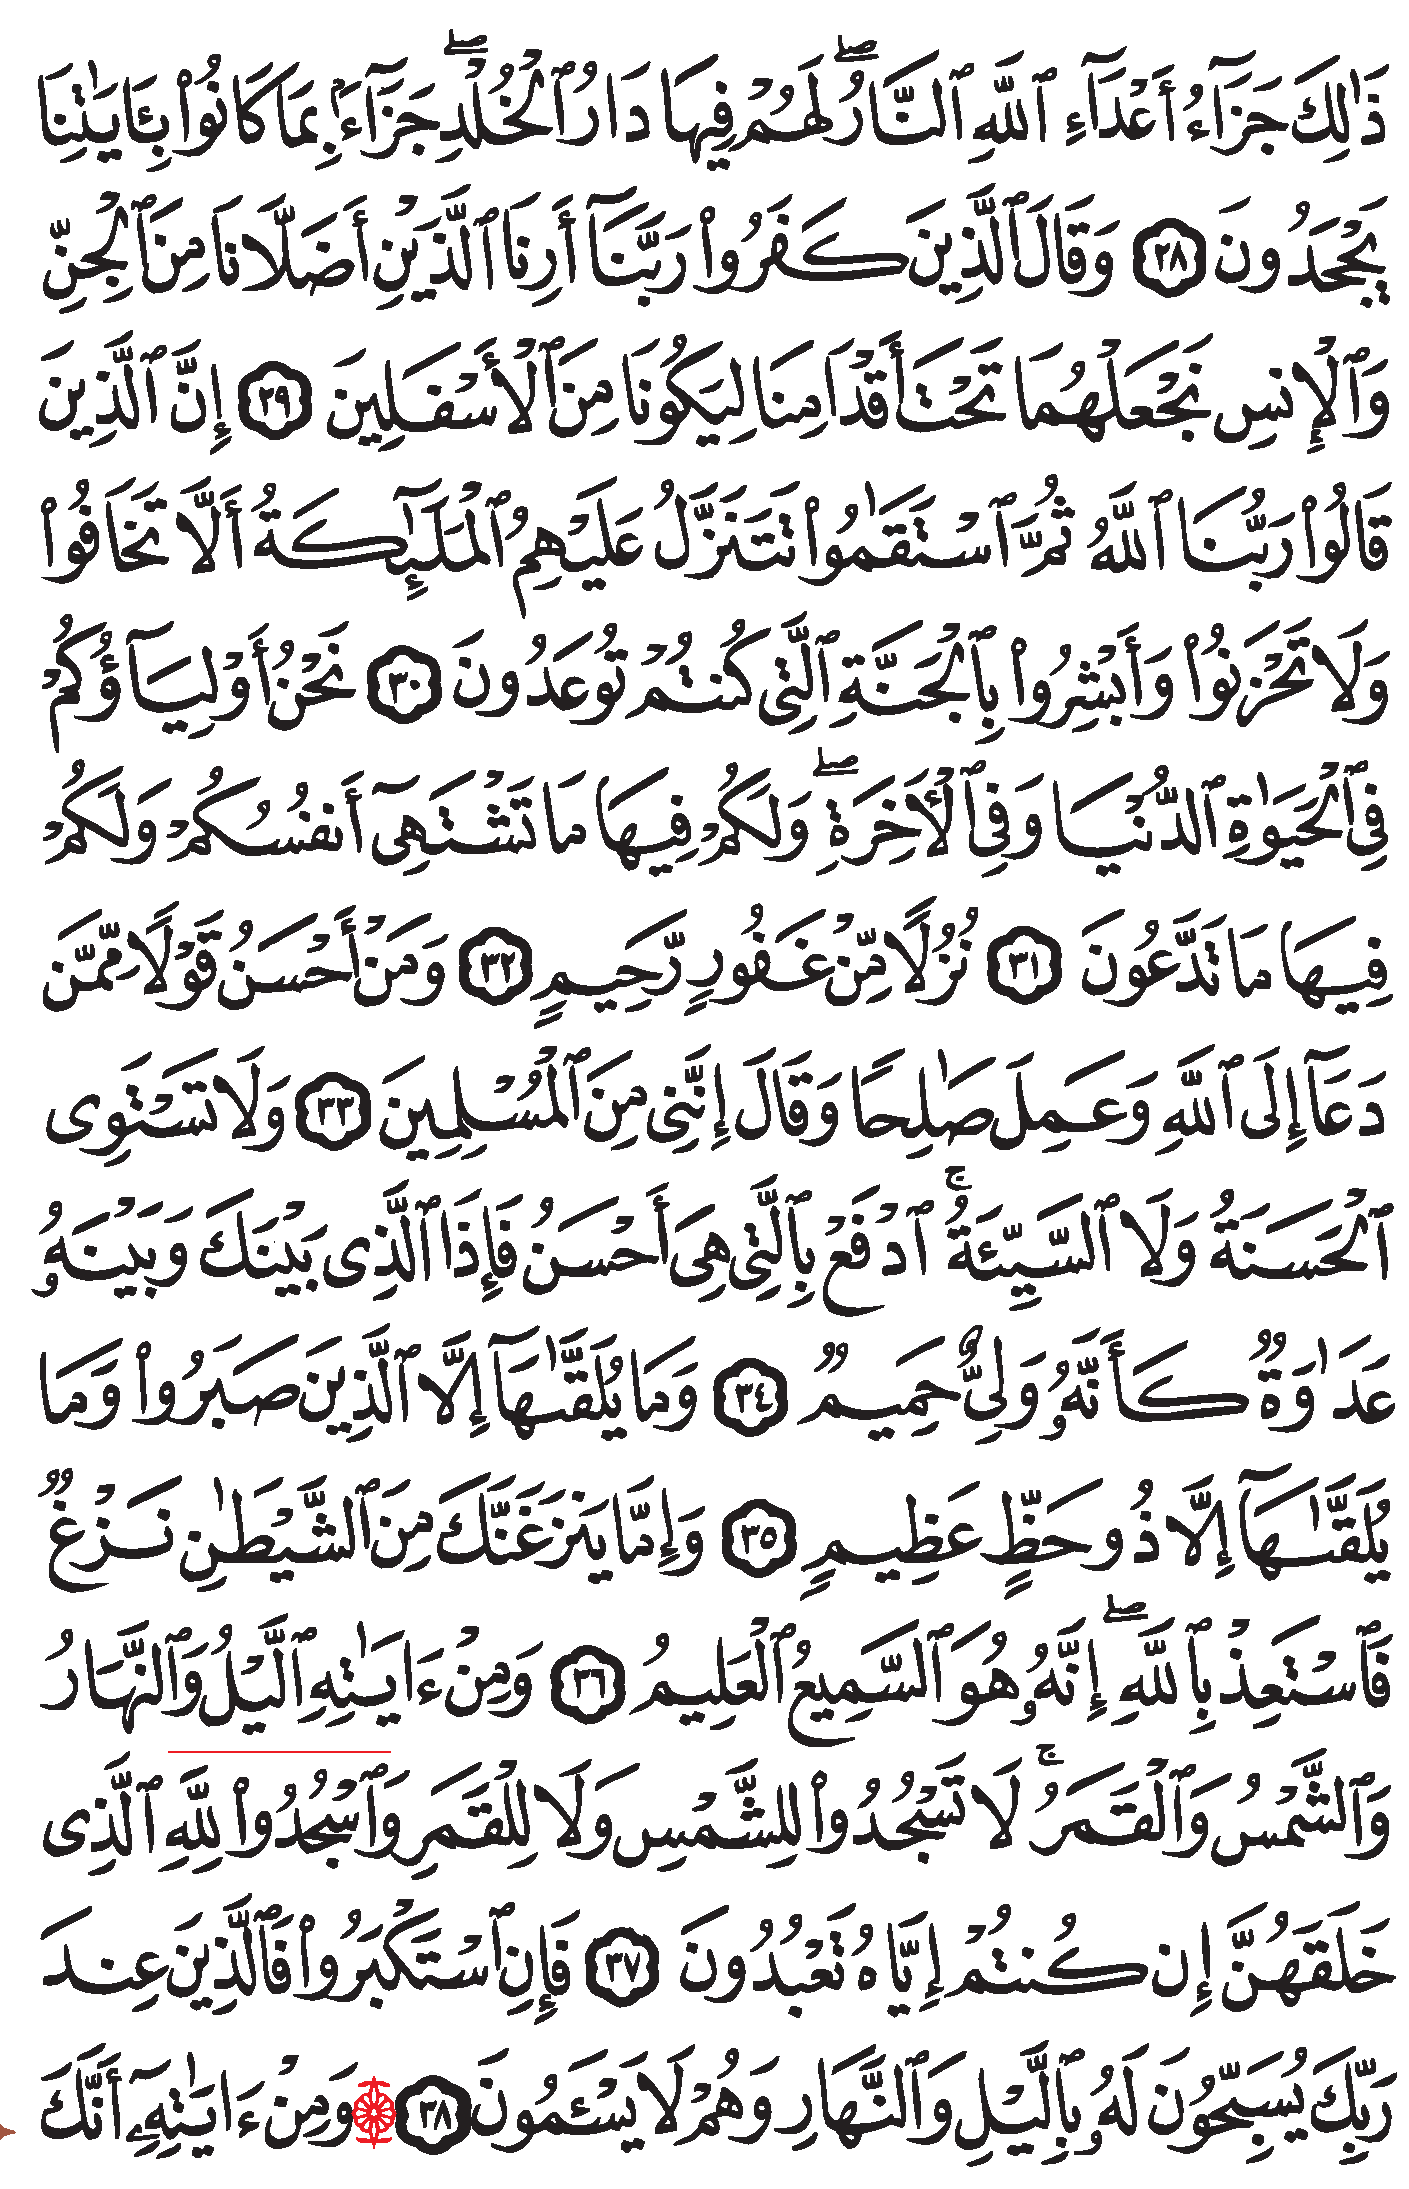 ذَٰلِكَ جَزَآءُ أَعْدَآءِ ٱللَّهِ ٱلنَّارُ ۖ لَهُمْ فِيهَا دَارُ ٱلْخُلْدِ ۖ جَزَآءًۢ بِمَا كَانُوا۟ بِـَٔايَـٰتِنَا
يَجْحَدُونَ ٢٨ وَقَالَ ٱلَّذِينَ كَفَرُوا۟ رَبَّنَآ أَرِنَا ٱلَّذَيْنِ أَضَلَّانَا مِنَ ٱلْجِنِّ
وَٱلْإِنسِ نَجْعَلْهُمَا تَحْتَ أَقْدَامِنَا لِيَكُونَا مِنَ ٱلْأَسْفَلِينَ ٢٩ إِنَّ ٱلَّذِينَ
قَالُوا۟ رَبُّنَا ٱللَّهُ ثُمَّ ٱسْتَقَـٰمُوا۟ تَتَنَزَّلُ عَلَيْهِمُ ٱلْمَلَـٰٓئِكَةُ أَلَّا تَخَافُوا۟
وَلَا تَحْزَنُوا۟ وَأَبْشِرُوا۟ بِٱلْجَنَّةِ ٱلَّتِى كُنتُمْ تُوعَدُونَ ٣٠ نَحْنُ أَوْلِيَآؤُكُمْ
فِى ٱلْحَيَوٰةِ ٱلدُّنْيَا وَفِى ٱلْـَٔاخِرَةِ ۖ وَلَكُمْ فِيهَا مَا تَشْتَهِىٓ أَنفُسُكُمْ وَلَكُمْ
فِيهَا مَا تَدَّعُونَ ٣١ نُزُلًا مِّنْ غَفُورٍ رَّحِيمٍ ٣٢ وَمَنْ أَحْسَنُ قَوْلًا مِّمَّن
دَعَآ إِلَى ٱللَّهِ وَعَمِلَ صَـٰلِحًا وَقَالَ إِنَّنِى مِنَ ٱلْمُسْلِمِينَ ٣٣ وَلَا تَسْتَوِى
ٱلْحَسَنَةُ وَلَا ٱلسَّيِّئَةُ ۚ ٱدْفَعْ بِٱلَّتِى هِىَ أَحْسَنُ فَإِذَا ٱلَّذِى بَيْنَكَ وَبَيْنَهُۥ
عَدَٰوَةٌ كَأَنَّهُۥ وَلِىٌّ حَمِيمٌ ٣٤ وَمَا يُلَقَّىٰهَآ إِلَّا ٱلَّذِينَ صَبَرُوا۟ وَمَا
يُلَقَّىٰهَآ إِلَّا ذُو حَظٍّ عَظِيمٍ ٣٥ وَإِمَّا يَنزَغَنَّكَ مِنَ ٱلشَّيْطَـٰنِ نَزْغٌ
فَٱسْتَعِذْ بِٱللَّهِ ۖ إِنَّهُۥ هُوَ ٱلسَّمِيعُ ٱلْعَلِيمُ ٣٦ وَمِنْ ءَايَـٰتِهِ ٱلَّيْلُ وَٱلنَّهَارُ
وَٱلشَّمْسُ وَٱلْقَمَرُ ۚ لَا تَسْجُدُوا۟ لِلشَّمْسِ وَلَا لِلْقَمَرِ وَٱسْجُدُوا۟ لِلَّهِ ٱلَّذِى
خَلَقَهُنَّ إِن كُنتُمْ إِيَّاهُ تَعْبُدُونَ ٣٧ فَإِنِ ٱسْتَكْبَرُوا۟ فَٱلَّذِينَ عِندَ
رَبِّكَ يُسَبِّحُونَ لَهُۥ بِٱلَّيْلِ وَٱلنَّهَارِ وَهُمْ لَا يَسْـَٔمُونَ ٣٨ وَمِنْ ءَايَـٰتِهِۦٓ أَنَّكَ